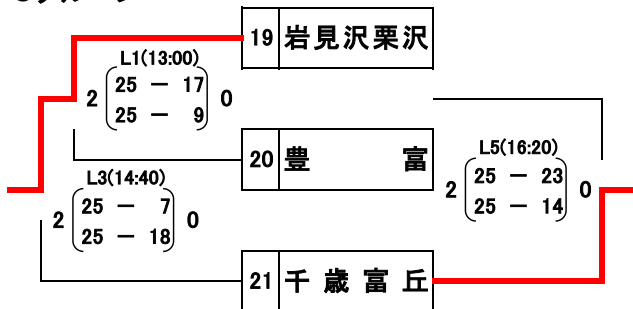 19 岩見沢栗沢
L1(13:00)
2 25 － 17 0
25 － 9
20 豊 富
L5(16:20)
2 25 － 23 0
25 － 14
L3(14:40)
2 25 － 7 0
25 － 18
21 千歳富丘